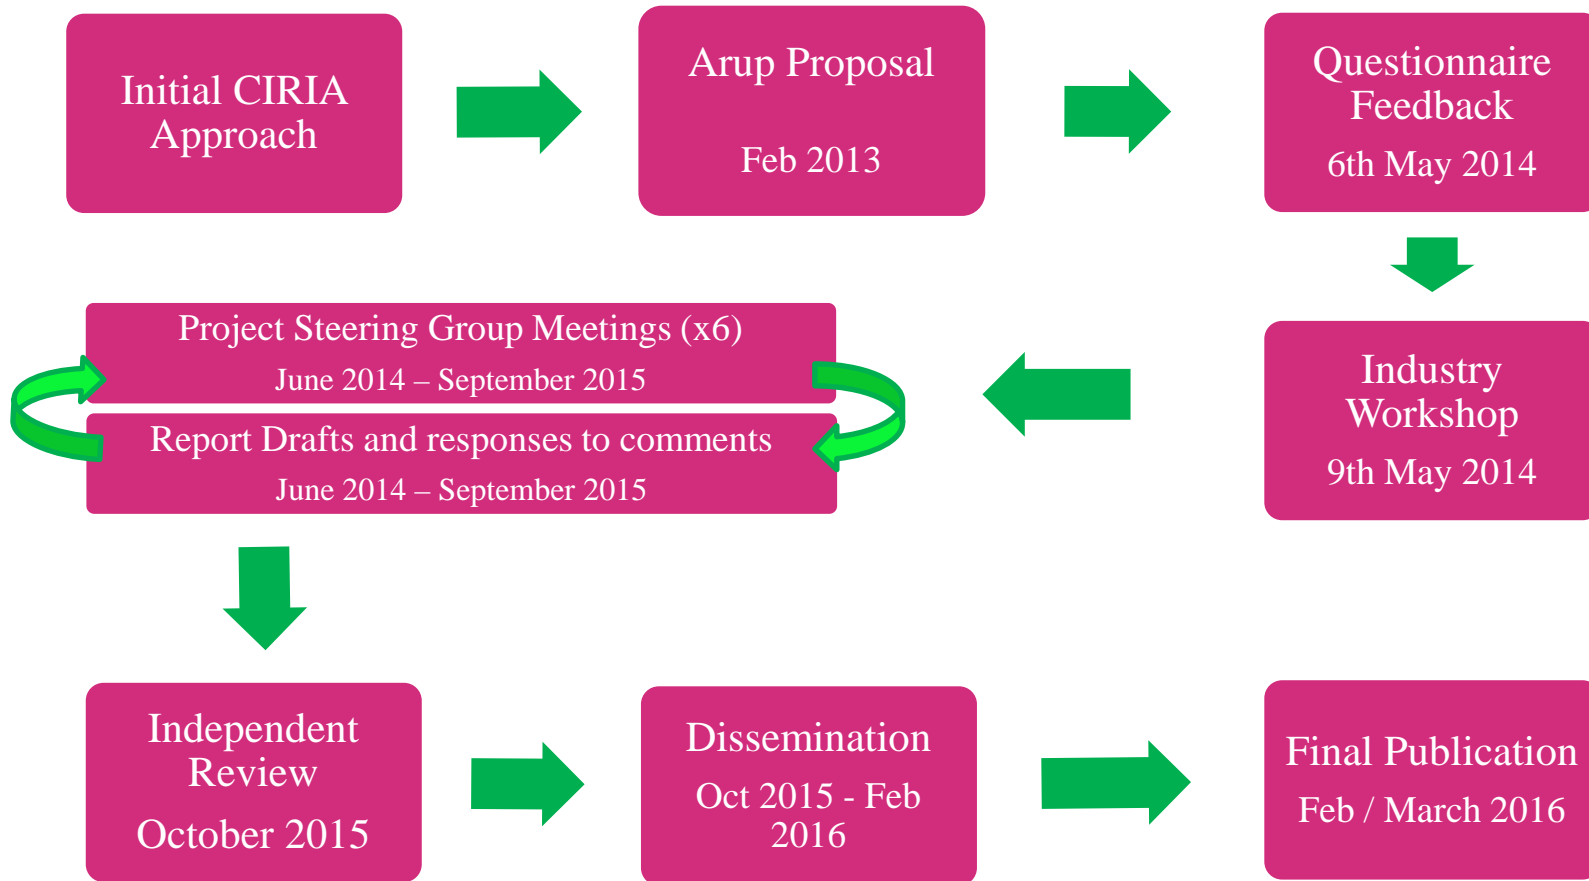 Initial CIRIA
Approach
Arup Proposal
Feb 2013
Questionnaire
Feedback
6th May 2014
Industry
Workshop
9th May 2014
Project Steering Group Meetings (x6)
June 2014 – September 2015
Report Drafts and responses to comments
June 2014 – September 2015
Independent
Review
October 2015
Dissemination
Oct 2015 - Feb
2016
Final Publication
Feb / March 2016